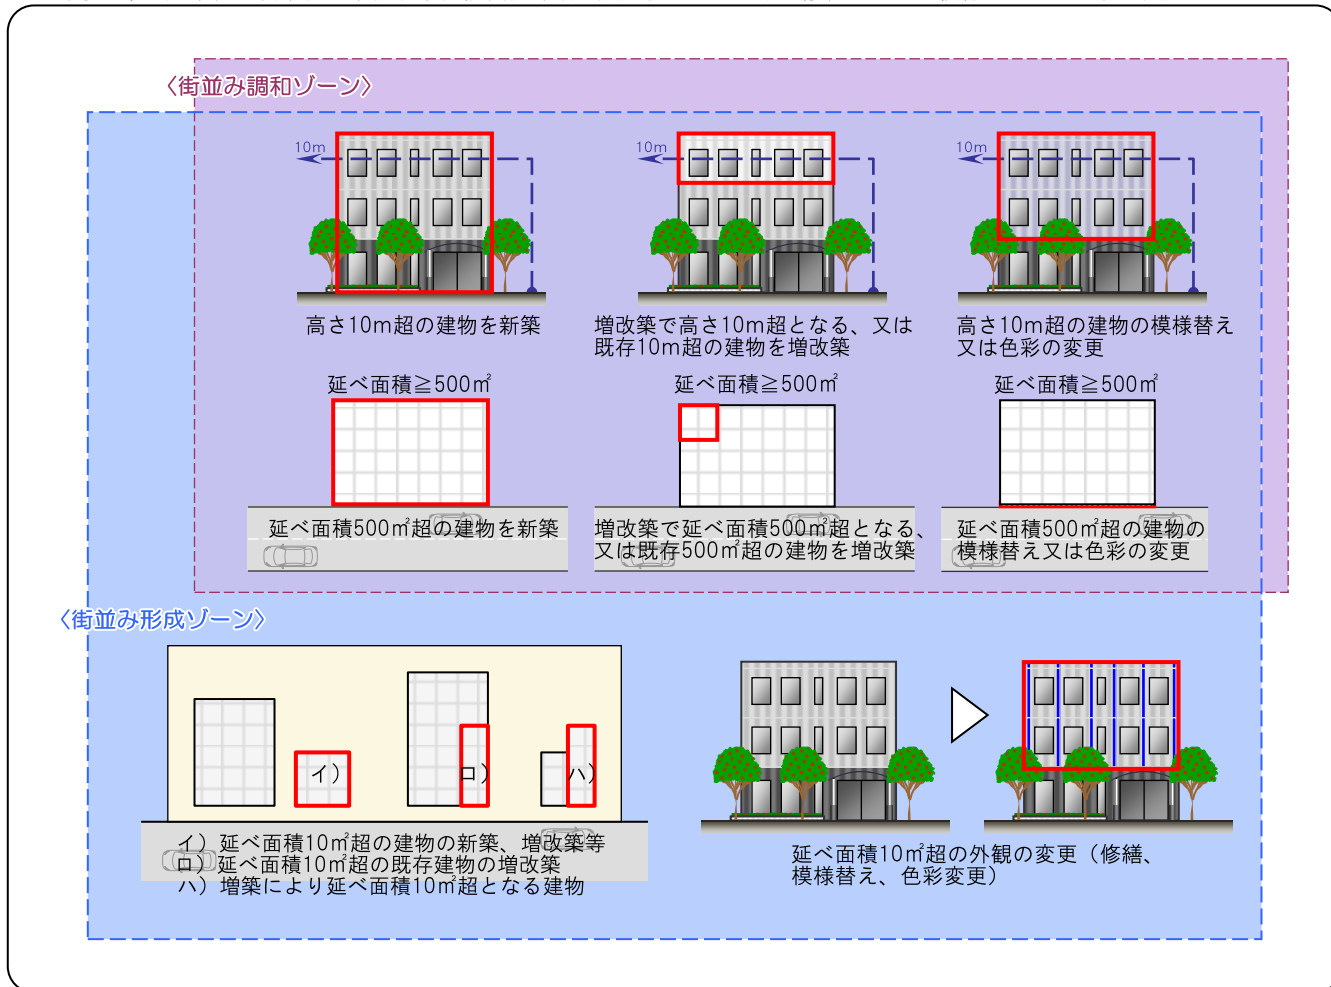 〈街並み調和ゾーン〉
10m
10m
10m
高さ10m超の建物を新築
増改築で高さ10m超となる、又は
既存10m超の建物を増改築
高さ10m超の建物の模様替え
又は色彩の変更
延べ面積≧500㎡
延べ面積≧500㎡
延べ面積≧500㎡
延べ面積500㎡超の建物を新築
増改築で延べ面積500㎡超となる、
又は既存500㎡超の建物を増改築
延べ面積500㎡超の建物の
模様替え又は色彩の変更
〈街並み形成ゾーン〉
イ）
ロ）
ハ）
イ）延べ面積10㎡超の建物の新築、増改築等
ロ）延べ面積10㎡超の既存建物の増改築
ハ）増築により延べ面積10㎡超となる建物
延べ面積10㎡超の外観の変更（修繕、
模様替え、色彩変更）